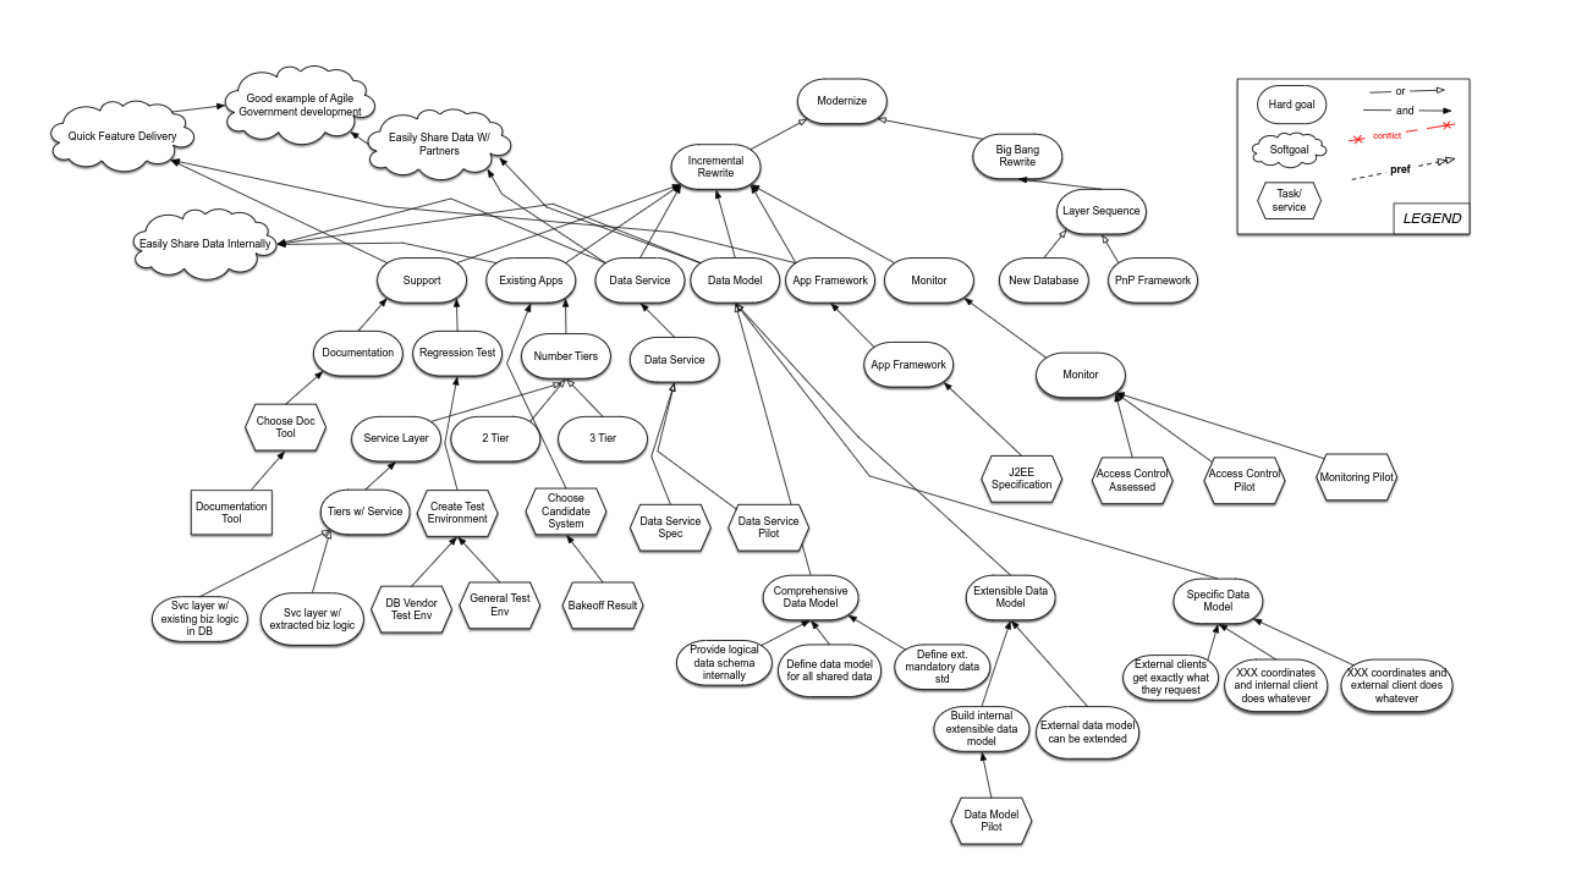 Good example of Agile
Government development
Quick Feature Delivery
Easily Share Data W/
Partners
Modernize
Incremental
Rewrite
Big Bang
Rewrite
Hard goal
or
and
conflict
Softgoal
pref
Task/
service
LEGEND
Layer Sequence
Easily Share Data Internally
Support
Existing Apps
Data Service
Data Model
App Framework
Monitor
New Database
PnP Framework
Documentation
Regression Test
Number Tiers
Data Service
App Framework
Monitor
Choose Doc
Tool
Service Layer
2 Tier
3 Tier
J2EE
Specification
Access Control
Assessed
Access Control
Pilot
Monitoring Pilot
Documentation
Tool
Tiers w/ Service
Create Test
Environment
Choose
Candidate
System
Data Service
Spec
Data Service
Pilot
Svc layer w/
existing biz logic
in DB
Svc layer w/
extracted biz logic
DB Vendor
Test Env
General Test
Env
Bakeoff Result
Comprehensive
Data Model
Extensible Data
Model
Specific Data
Model
Provide logical
data schema
internally
Define data model
for all shared data
Define ext.
mandatory data
std
External clients
get exactly what
they request
XXX coordinates
and internal client
does whatever
XXX coordinates and
external client does
whatever
Build internal
extensible data
model
External data model
can be extended
Data Model
Pilot